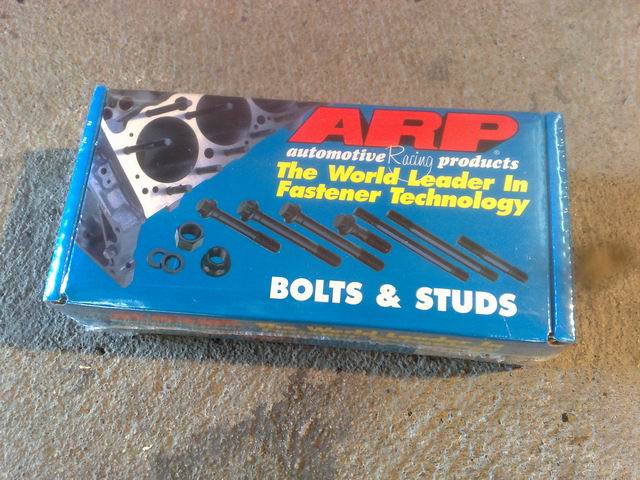 ARP
automotive Racing products
The World Leader In
Fastener Technology
BOLTS & STUDS